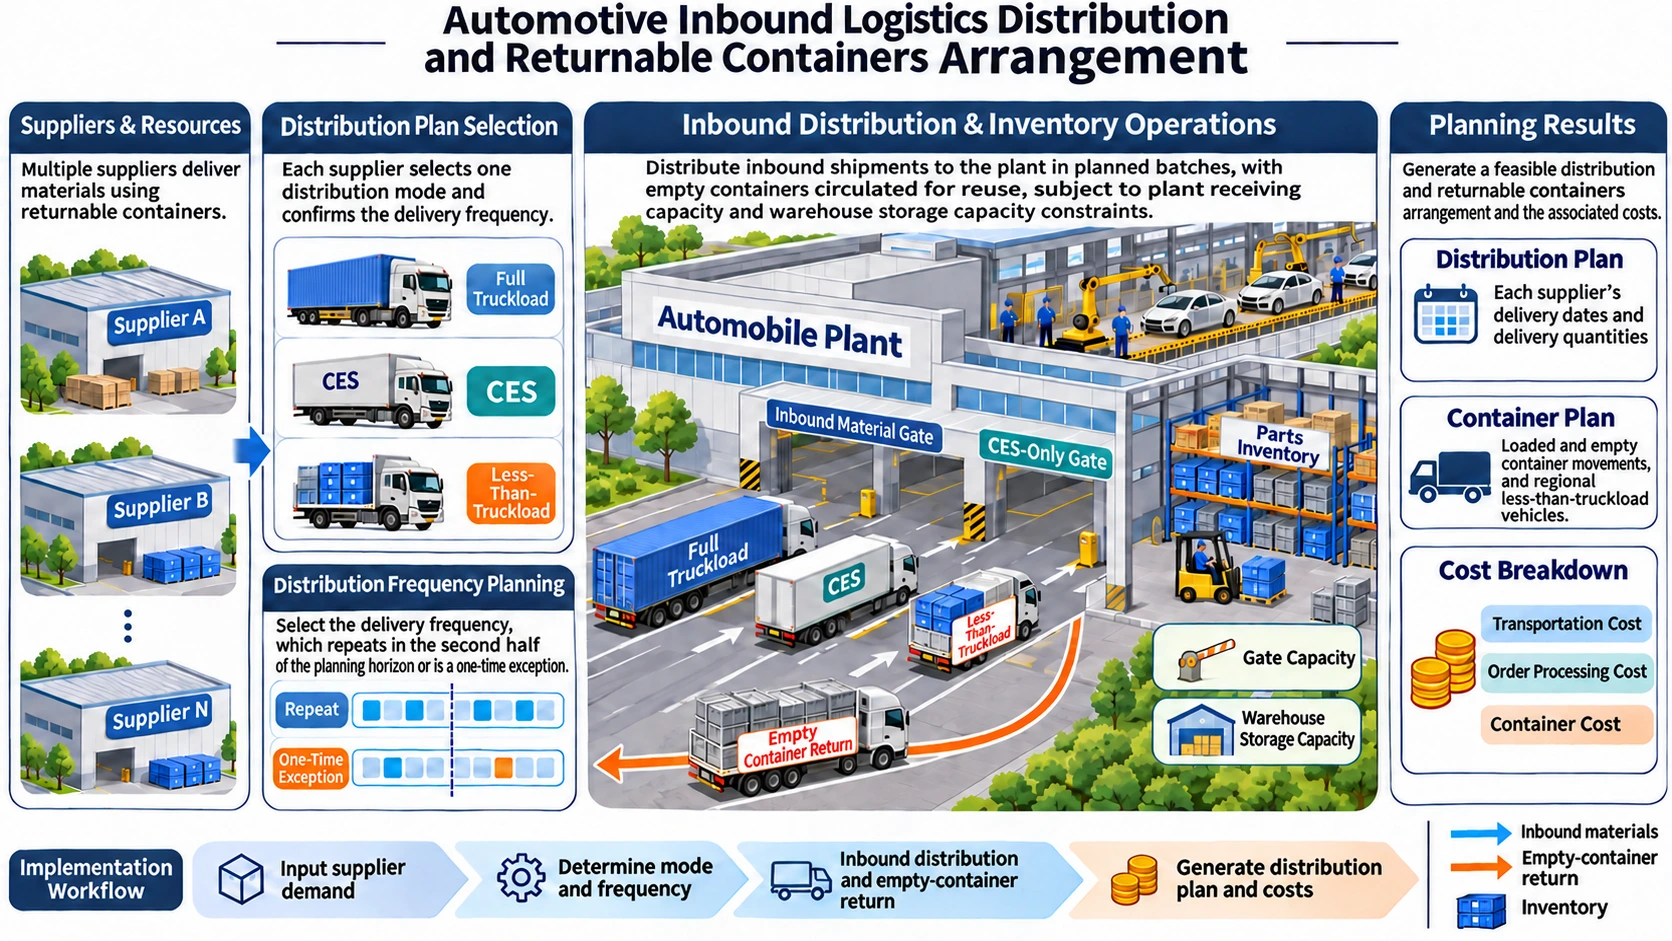 Automotive Inbound Logistics Distribution
and Returnable Containers Arrangement
Suppliers & Resources
Multiple suppliers deliver
materials using
returnable containers.
Supplier A
Supplier B
Supplier N
Distribution Plan Selection
Each supplier selects one
distribution mode and
confirms the delivery frequency.
Full
Truckload
CES
CES
Less-
Than-
Truckload
Distribution Frequency Planning
Select the delivery frequency,
which repeats in the second half
of the planning horizon or is a one-time exception.
Repeat
One-Time
Exception
Inbound Distribution & Inventory Operations
Distribute inbound shipments to the plant in planned batches, with
empty containers circulated for reuse, subject to plant receiving
capacity and warehouse storage capacity constraints.
Automobile Plant
Inbound Material Gate
CES-Only Gate
Parts
Inventory
Full
Truckload
CES
Less-
Than-
Truckload
Empty
Container Return
Gate Capacity
Warehouse
Storage Capacity
Planning Results
Generate a feasible distribution
and returnable containers
arrangement and the associated costs.
Distribution Plan
Each supplier's
delivery dates and
delivery quantities
Container Plan
Loaded and empty
container movements,
and regional
less-than-truckload
vehicles.
Cost Breakdown
Transportation Cost
Order Processing Cost
Container Cost
Implementation
Workflow
Input supplier
demand
Determine mode
and frequency
Inbound distribution
and empty-container
return
Generate distribution
plan and costs
Inbound materials
Empty-container
return
Inventory